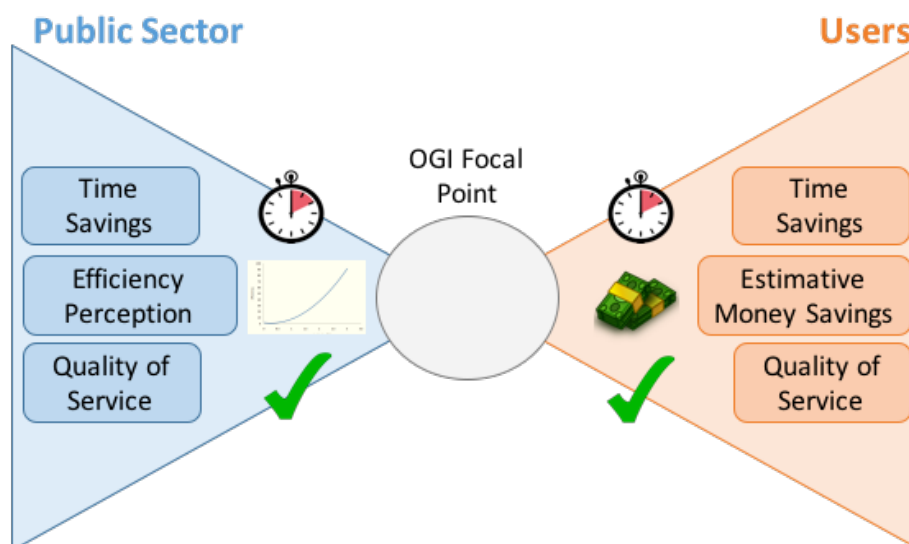 Public Sector
Users
OGI Focal
Point
Time
Savings
Efficiency
Perception
Quality of
Service
Time
Savings
Estimative
Money Savings
Quality of
Service